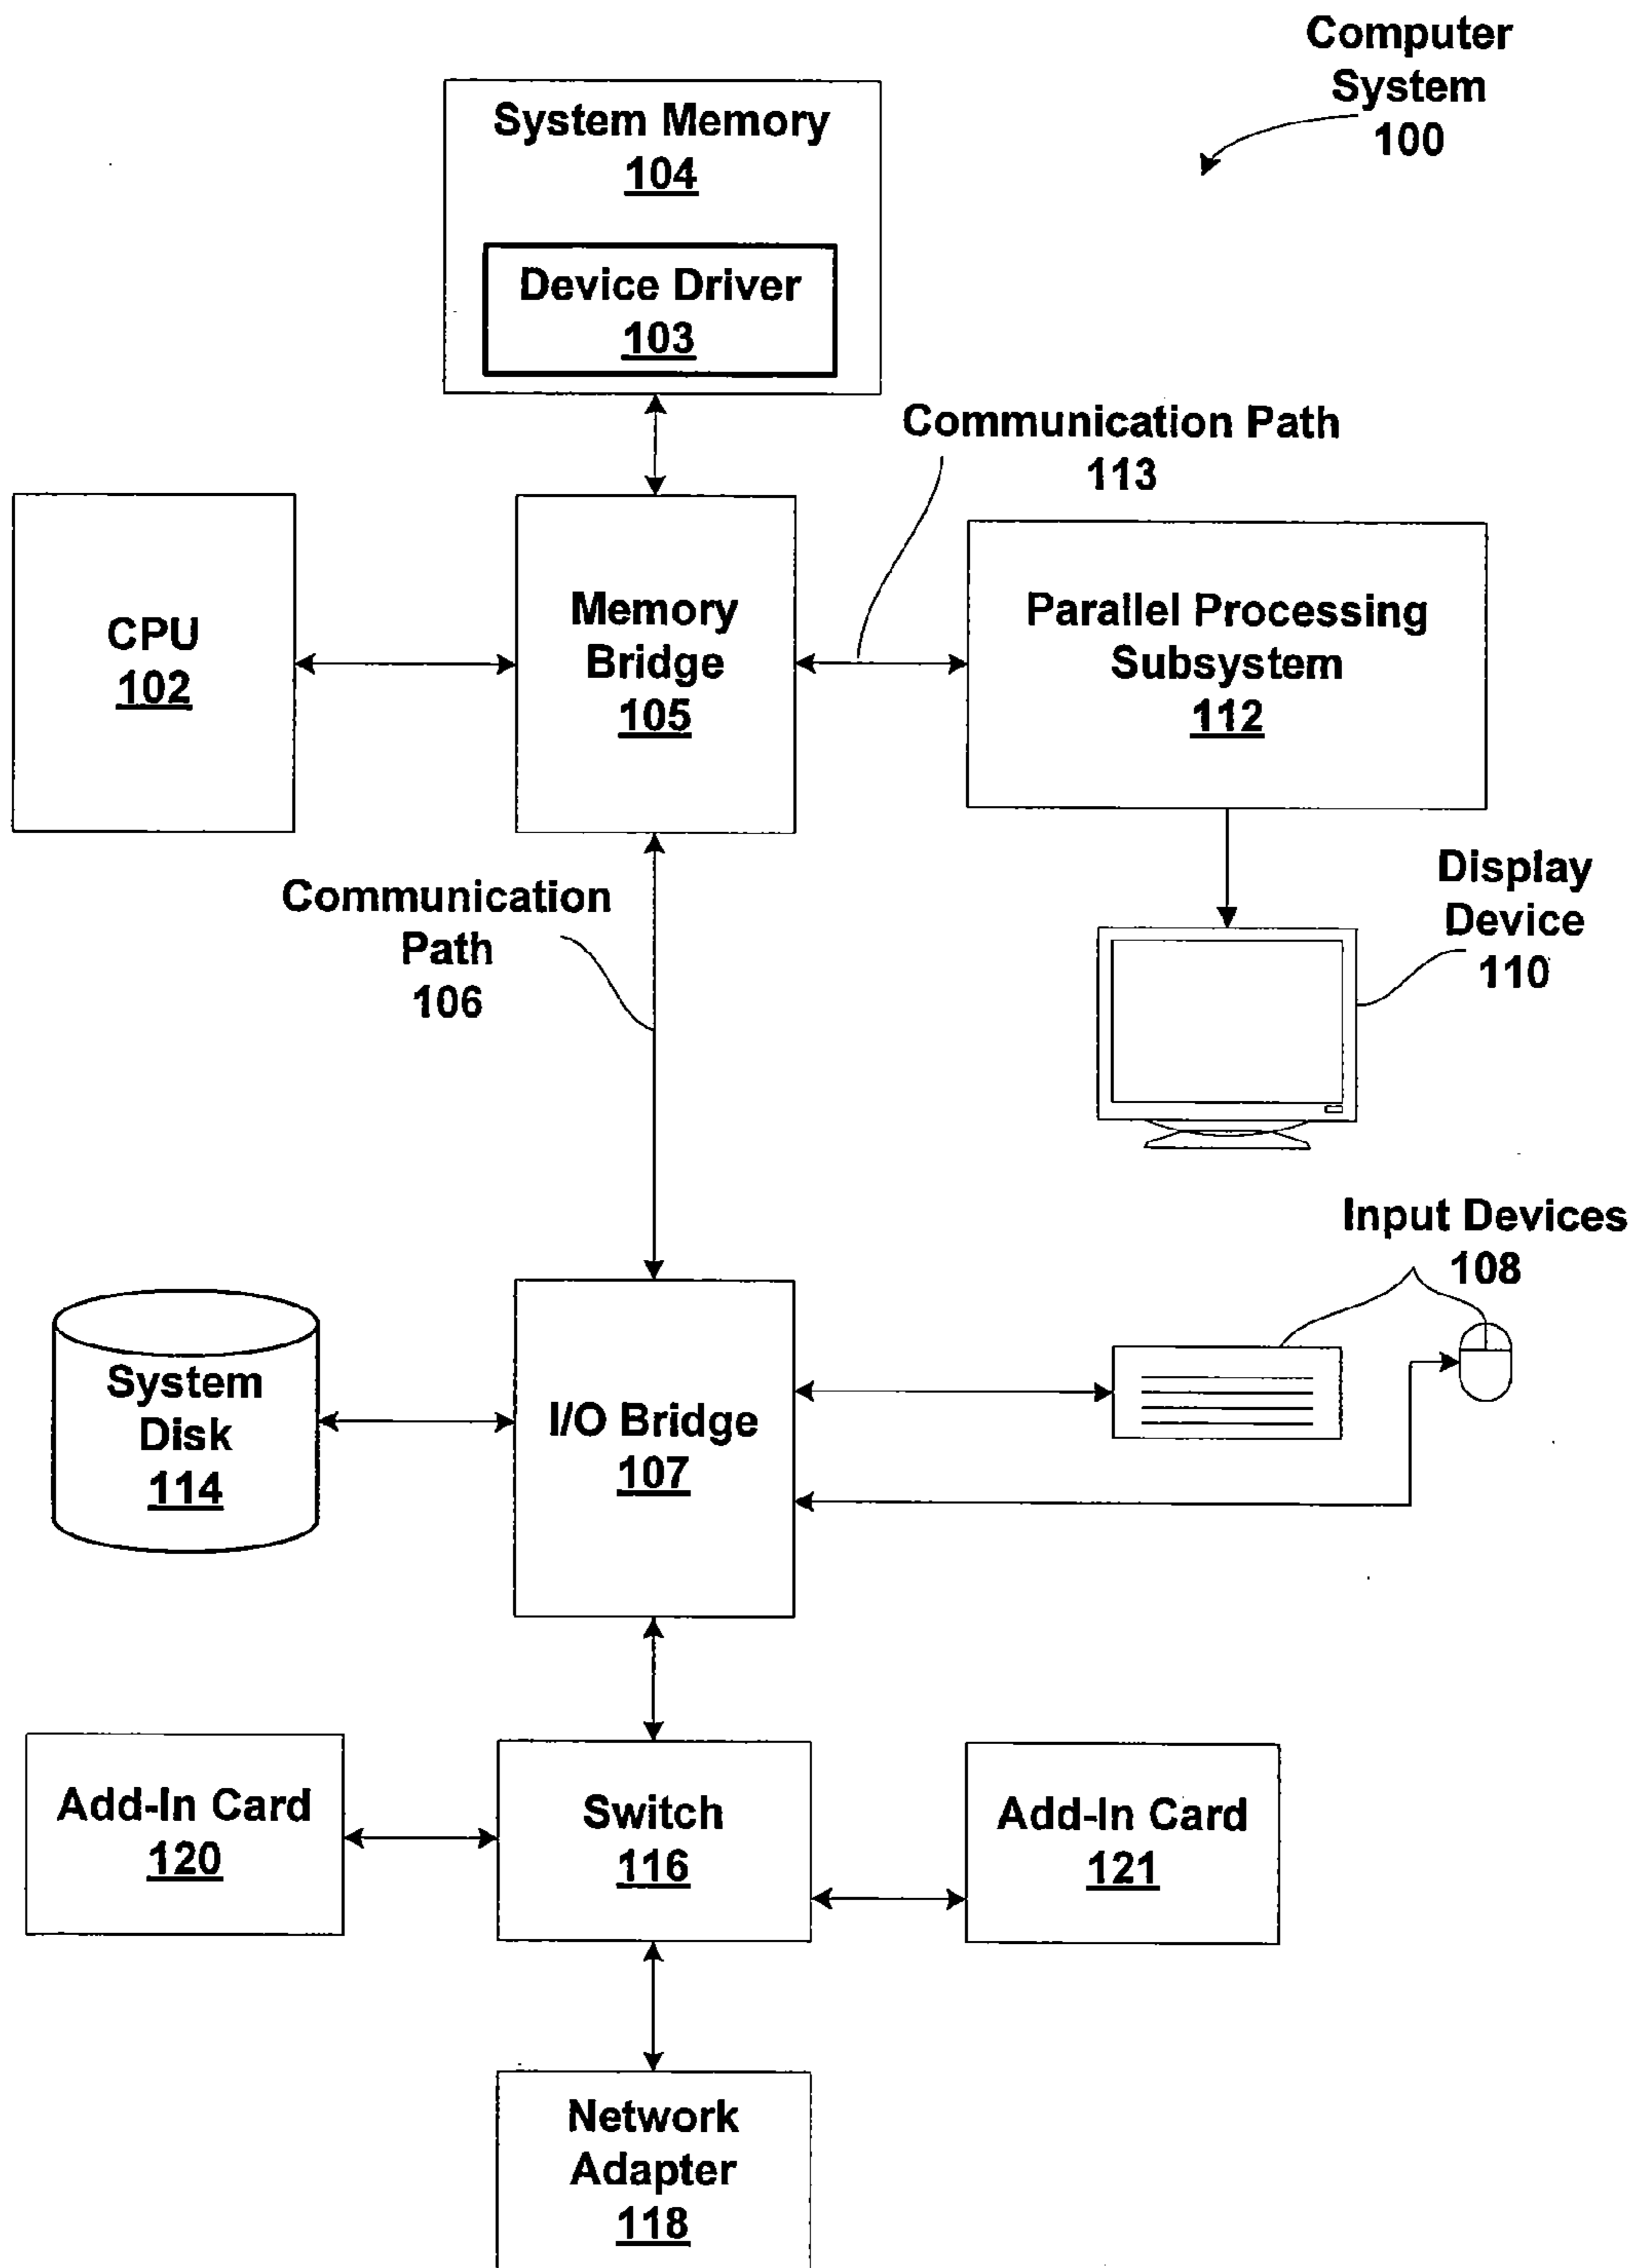 Computer
System
100
System Memory
104
Device Driver
103
Communication Path
113
CPU
102
Memory
Bridge
105
Parallel Processing
Subsystem
112
Communication
Path
106
Display
Device
110
Input Devices
108
System
Disk
114
I/O Bridge
107
Add-In Card
120
Switch
116
Add-In Card
121
Network
Adapter
118